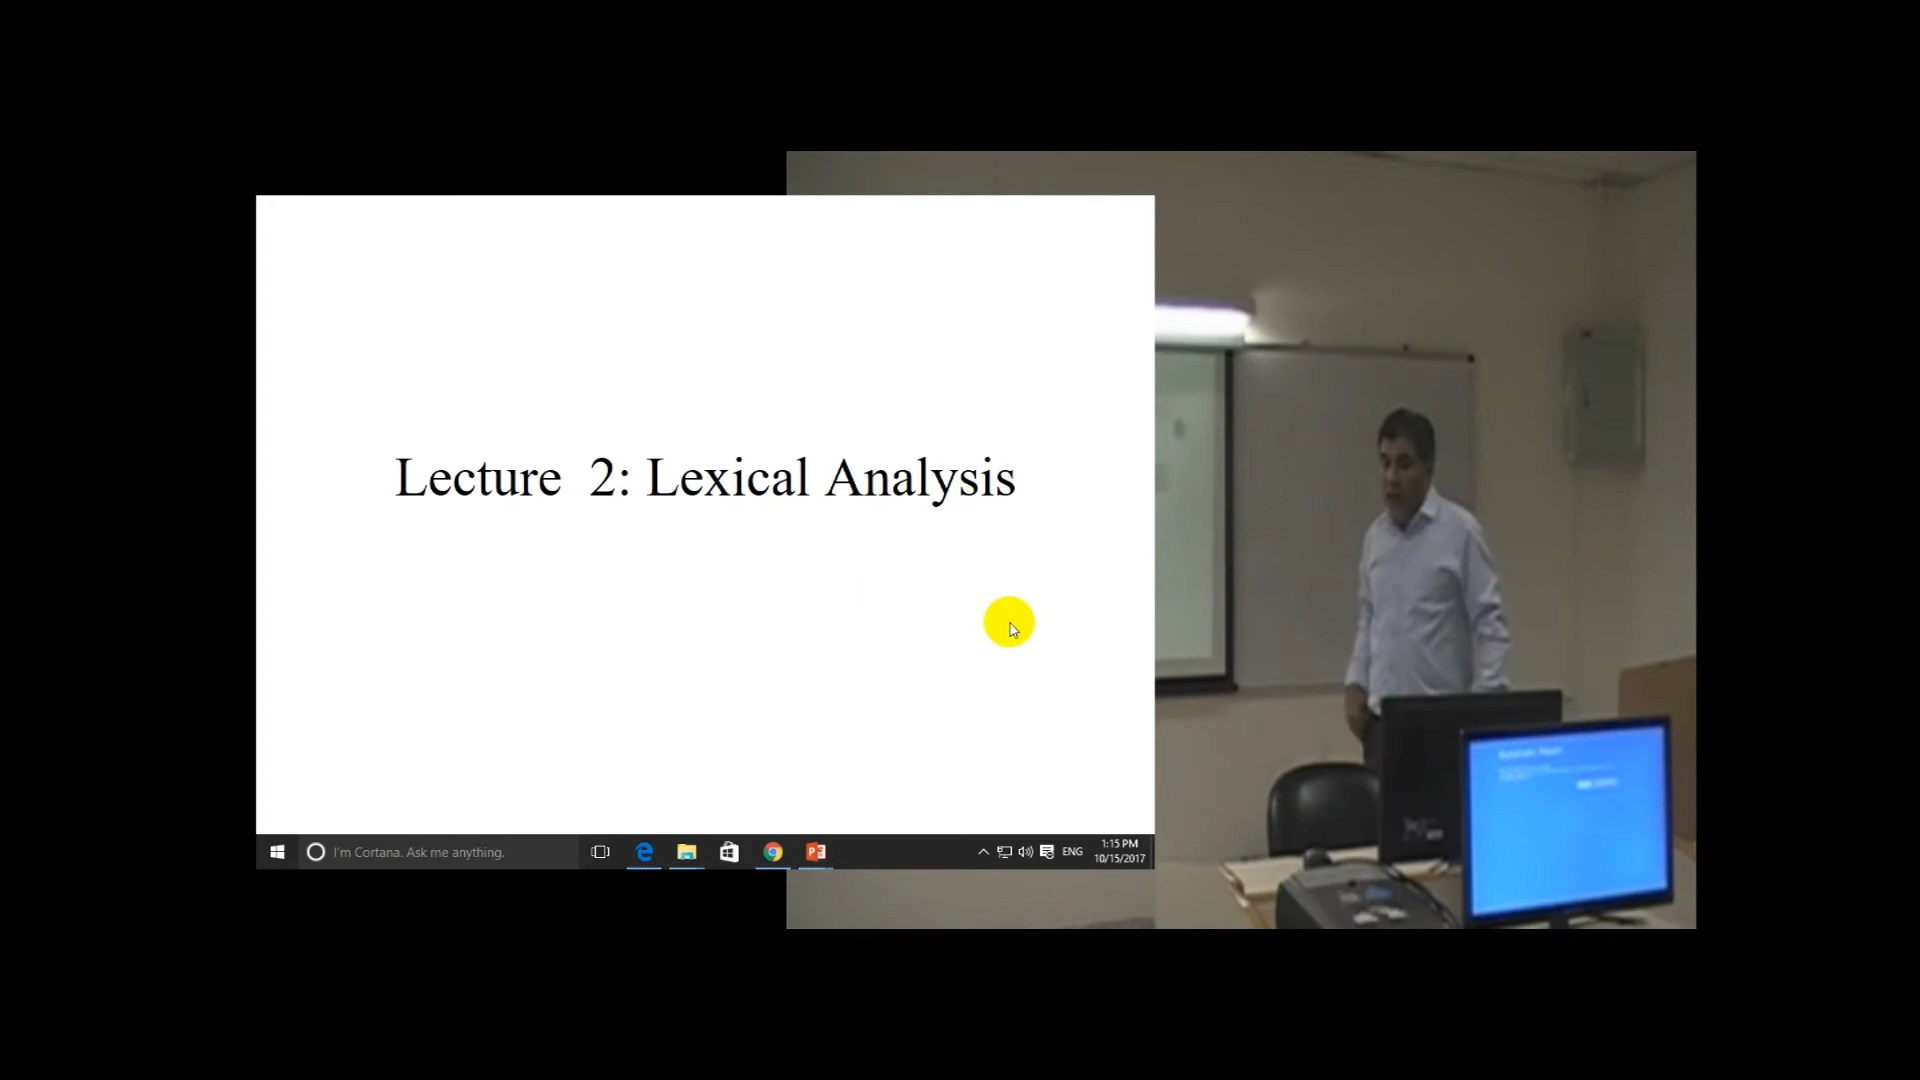 Lecture 2: Lexical Analysis
I'm Cortana. Ask me anything.
ENG
1:15 PM
10/15/2017